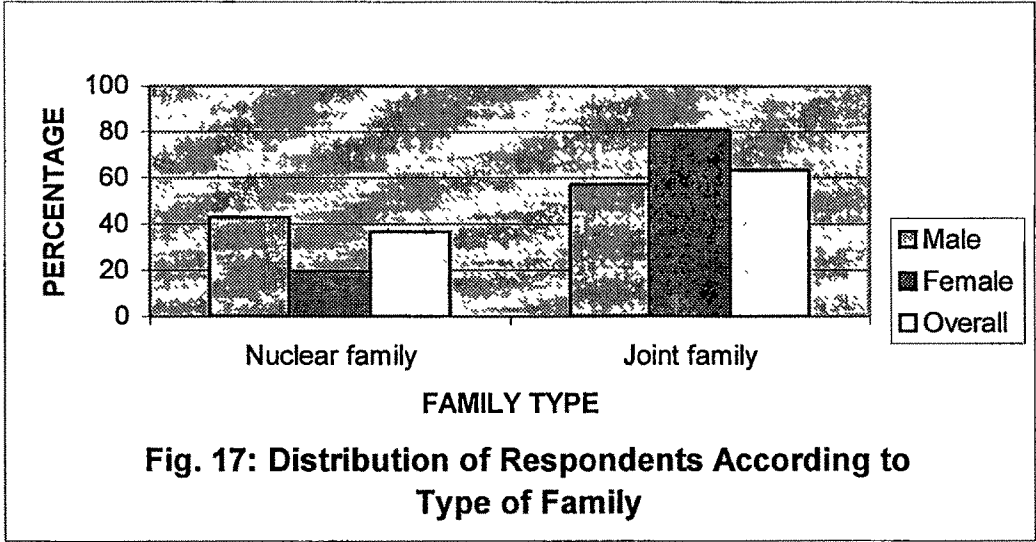 100
80
60
40
20
0
PERCENTAGE
Nuclear family Joint family
FAMILY TYPE
Male
Female
Overall
Fig. 17: Distribution of Respondents According to
Type of Family